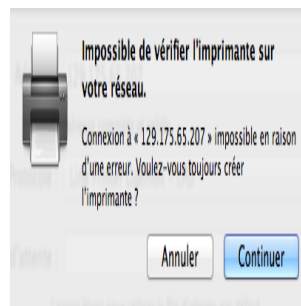 Impossible de vérifier l'imprimante sur
votre réseau.
Connexion à « 129.175.65.207 » impossible en raison
d'une erreur. Voulez-vous toujours créer
l'imprimante ?
Annuler
Continuer